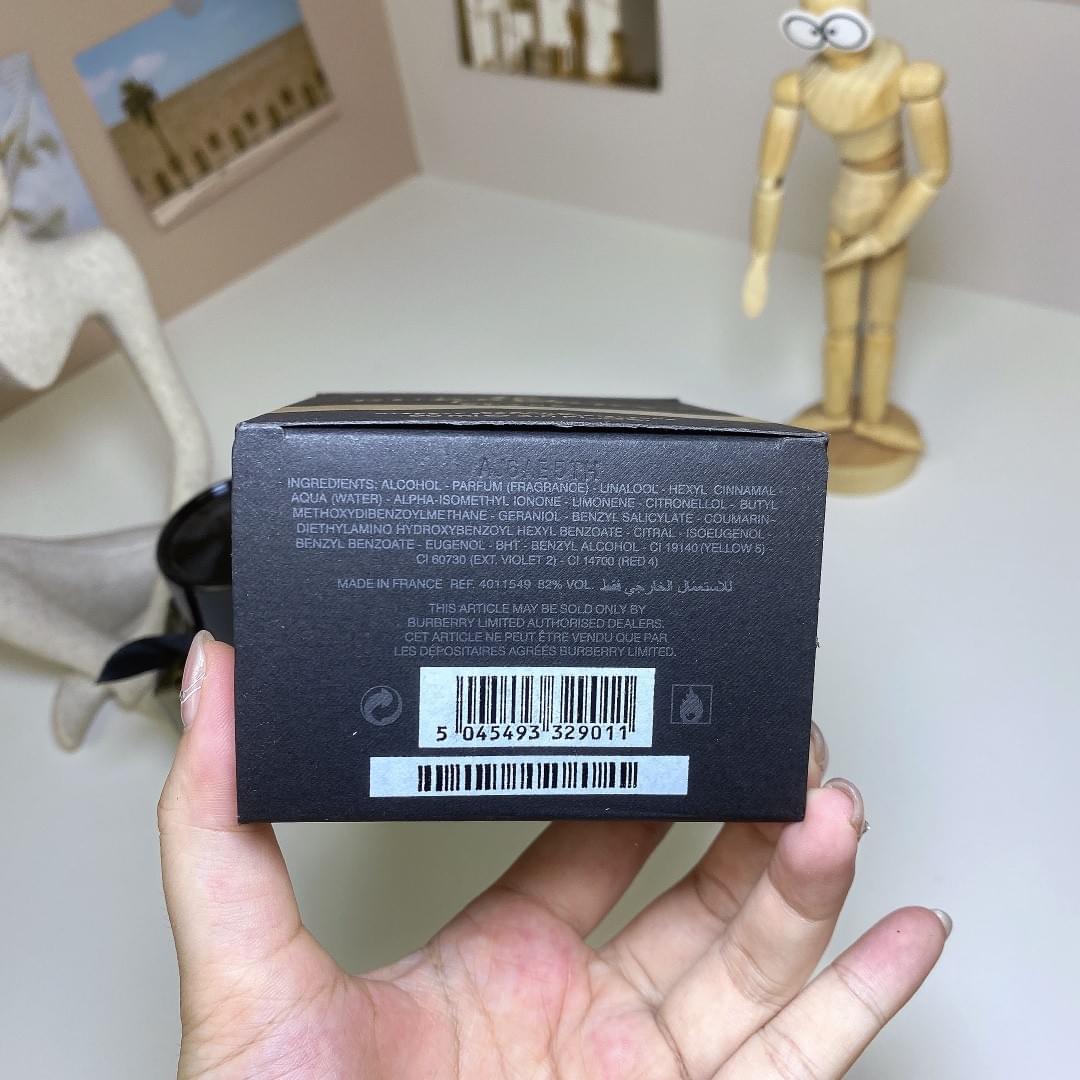 INGREDIENTS: ALCOHOL - PARFUM (FRAGRANCE) - LINALOOL - HEXYL CINNAMAL -
AQUA (WATER) - ALPHA-ISOMETHYL IONONE - LIMONENE - CITRONELLOL - BUTYL
METHOXYDIBENZOYLMETHANE - GERANIOL - BENZYL SALICYLATE - COUMARIN -
DIETHYLAMINO HYDROXYBENZOYL HEXYL BENZOATE - CITRAL - ISOEUGENOL -
BENZYL BENZOATE - EUGENOL - BHT - BENZYL ALCOHOL - CI 19140 (YELLOW 5) -
CI 60730 (EXT. VIOLET 2) - CI 14700 (RED 4)
MADE IN FRANCE REF. 4011549 82% VOL. للاستعمال الخارجي فقط
THIS ARTICLE MAY BE SOLD ONLY BY
BURBERRY LIMITED AUTHORISED DEALERS.
CET ARTICLE NE PEUT ÊTRE VENDU QUE PAR
LES DÉPOSITAIRES AGRÉÉS BURBERRY LIMITED.
5 045493 329011